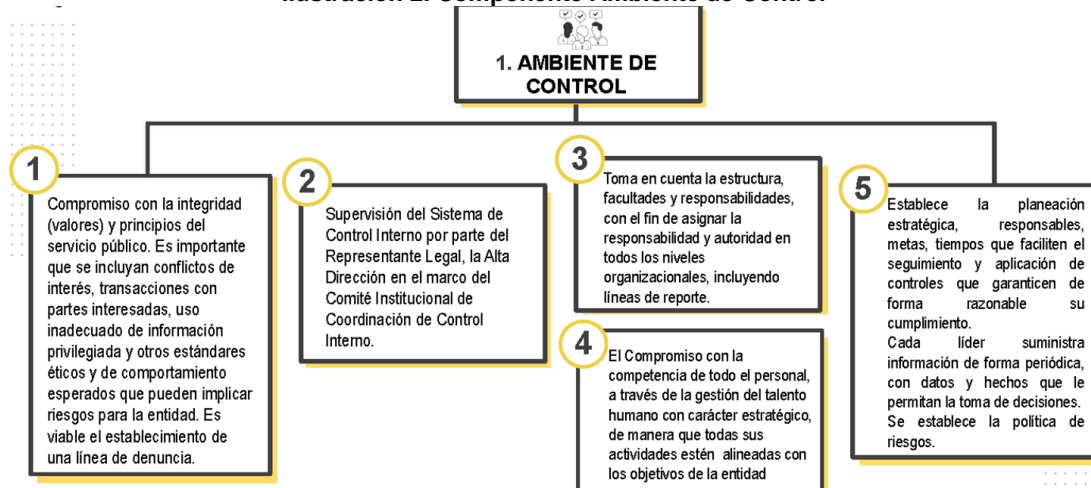 Ilustración 2. Componente Ambiente de Control
1. AMBIENTE DE
CONTROL
1
Compromiso con la integridad
(valores) y principios del
servicio público. Es importante
que se incluyan conflictos de
interés, transacciones con
partes interesadas, uso
inadecuado de información
privilegiada y otros estándares
éticos y de comportamiento
esperados que pueden implicar
riesgos para la entidad. Es
viable el establecimiento de
una línea de denuncia.
2
Supervisión del Sistema de
Control Interno por parte del
Representante Legal, la Alta
Dirección en el marco del
Comité Institucional de
Coordinación de Control
Interno.
3
Toma en cuenta la estructura,
facultades y responsabilidades,
con el fin de asignar la
responsabilidad y autoridad en
todos los niveles
organizacionales, incluyendo
líneas de reporte.
4
El Compromiso con la
competencia de todo el personal,
a través de la gestión del talento
humano con carácter estratégico,
de manera que todas sus
actividades estén alineadas con
los objetivos de la entidad
5
Establece la planeación
estratégica, responsables,
metas, tiempos que faciliten el
seguimiento y aplicación de
controles que garanticen de
forma razonable su
cumplimiento.
Cada líder suministra
información de forma periódica,
con datos y hechos que le
permitan la toma de decisiones.
Se establece la política de
riesgos.